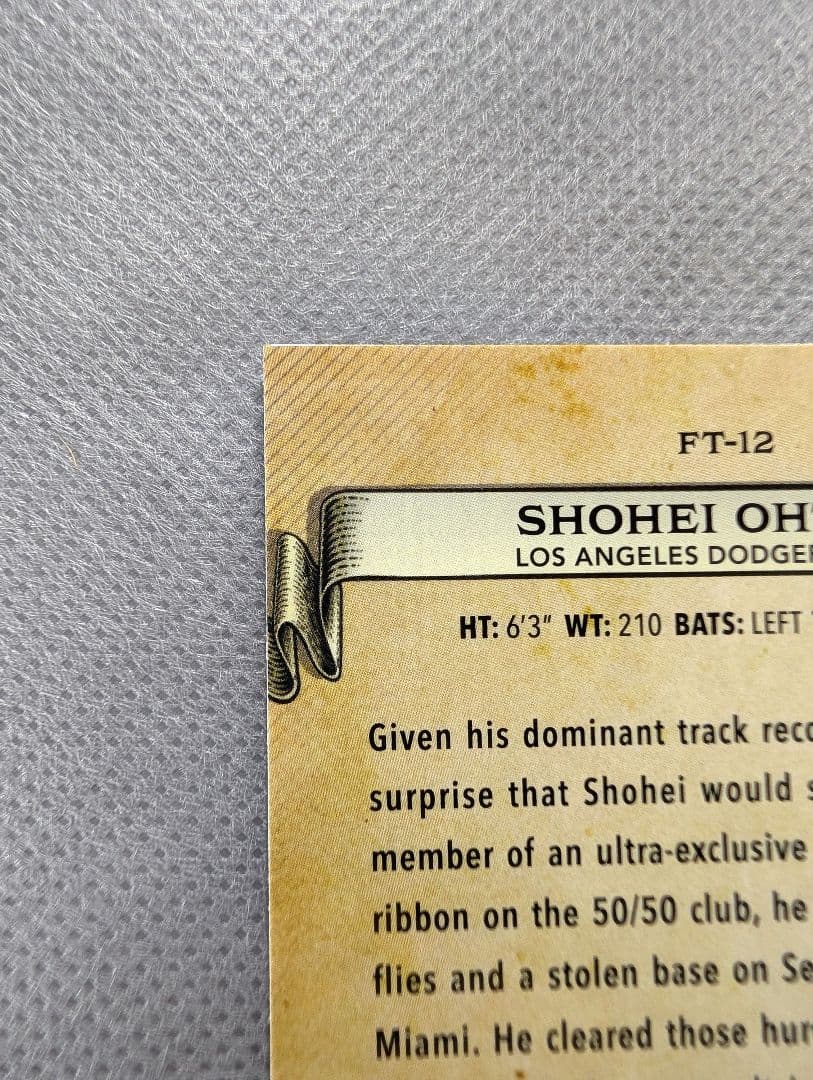 FT-12
SHOHEI OH
LOS ANGELES DODGE
HT: 6'3" WT: 210 BATS: LEFT
Given his dominant track rec
surprise that Shohei would
member of an ultra-exclusive
ribbon on the 50/50 club, he
flies and a stolen base on Se
Miami. He cleared those hur